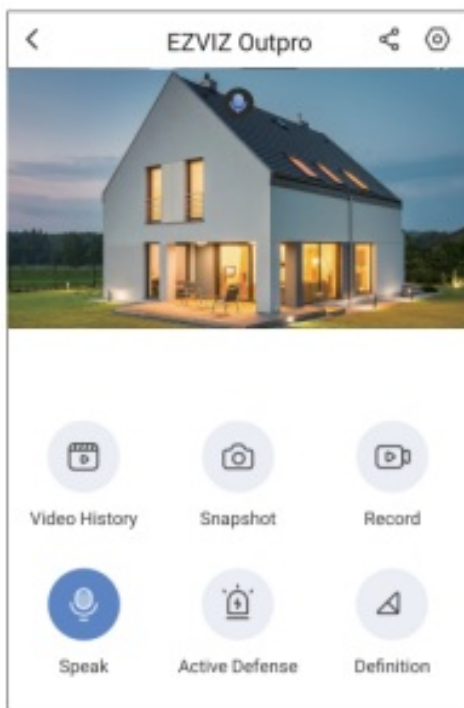 EZVIZ Outpro
Video History
Snapshot
Record
Speak
Active Defense
Definition